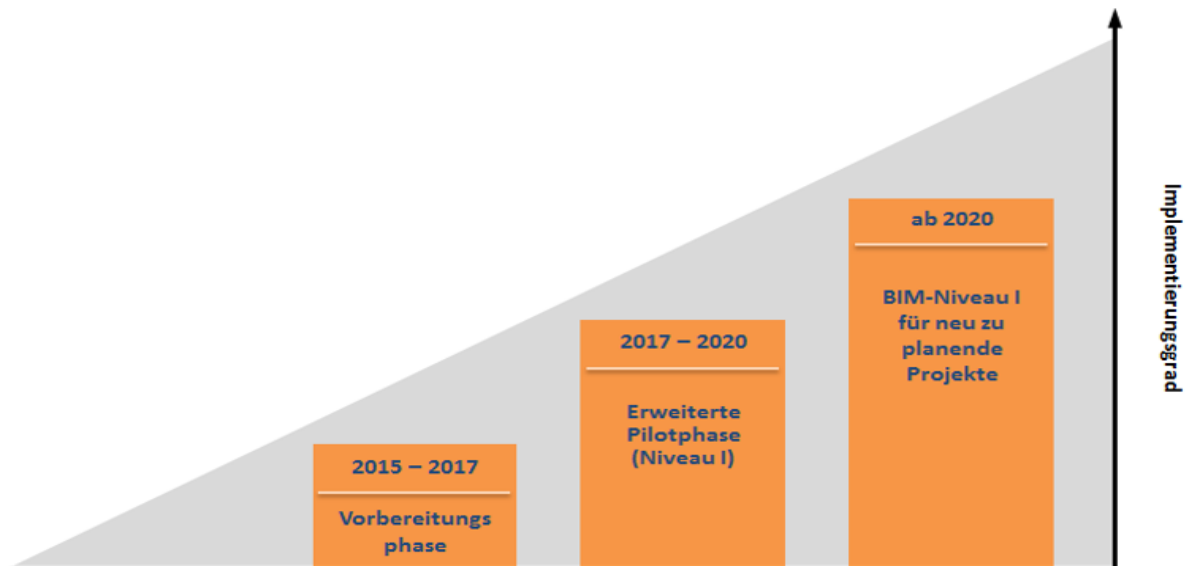 2015 – 2017
Vorbereitungs
phase
2017 – 2020
Erweiterte
Pilotphase
(Niveau I)
ab 2020
BIM-Niveau I
für neu zu
planende
Projekte
Implementierungsgrad